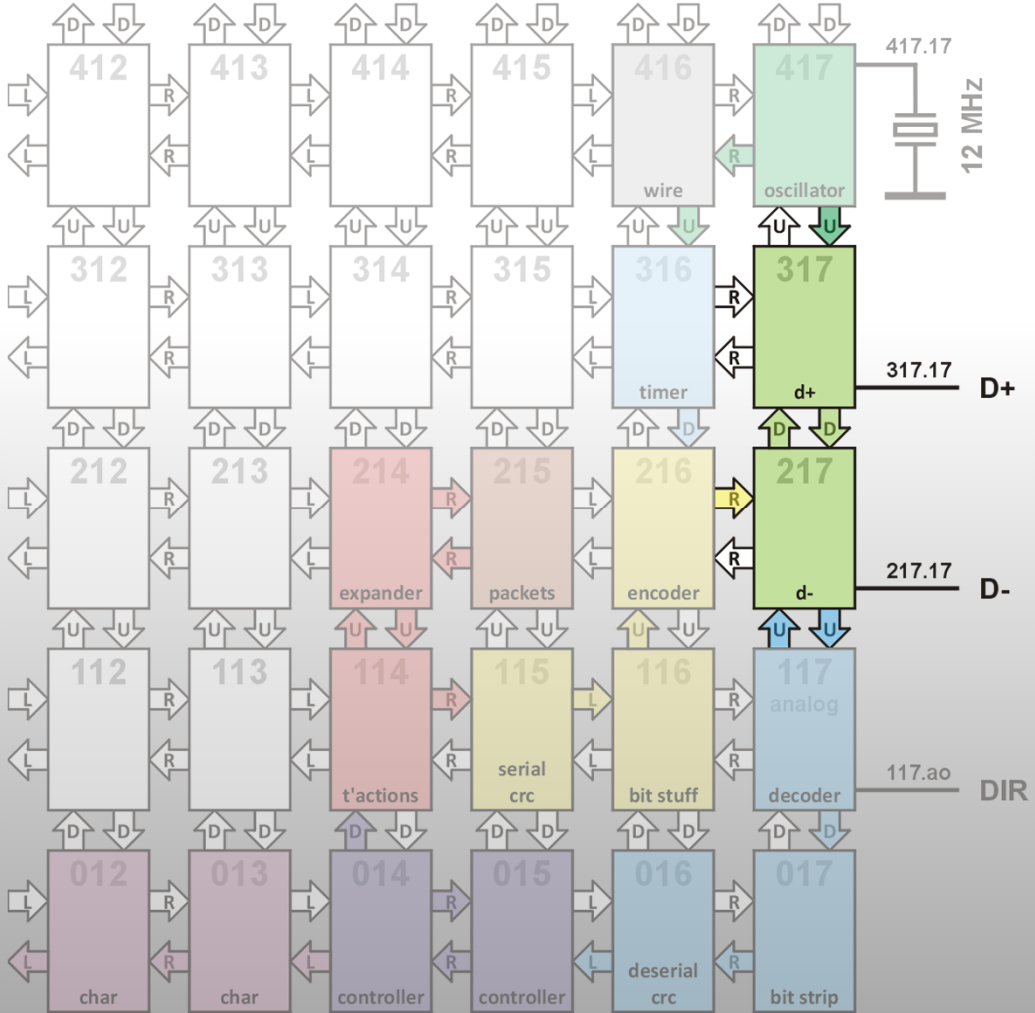 D D D D D D D D D D D D
412 413 414 415 416 417 417.17
L R L R L R
12 MHz
L R L R L R
wire oscillator
U U U U U U U U U U U U
312 313 314 315 316 317
L R L R L R
L R L R L R 317.17
timer d+ D+
D D D D D D D D D D D D
212 213 214 215 216 217
L R L R L R
L R L R L R 217.17
expander packets encoder d- D-
U U U U U U U U U U U U
112 113 114 115 116 117
L R L R L R analog
L R L R L R 117.ao
serial
crc
t'actions bit stuff decoder DIR
D D D D D D D D D D D D
012 013 014 015 016 017
L R L R L R
L R L R L R
deserial
crc
char char controller controller bit strip